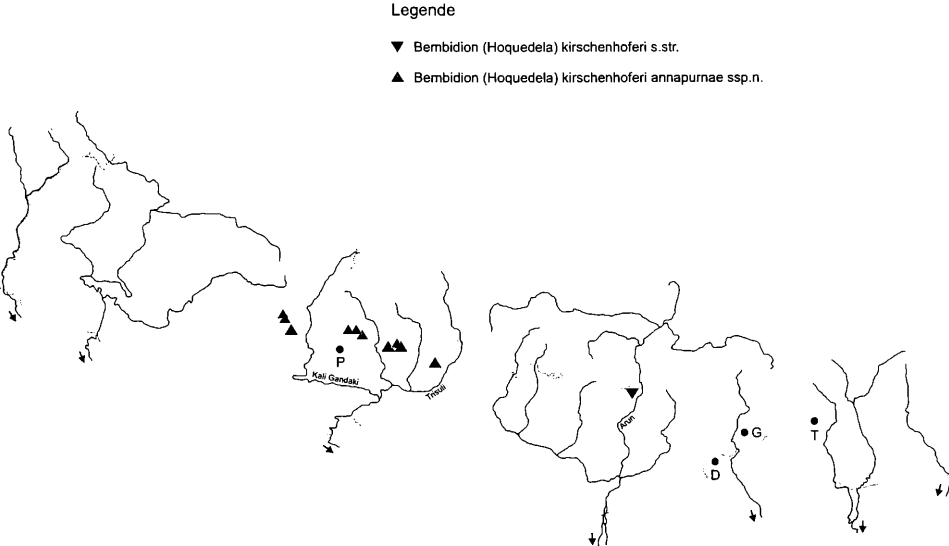 Legende
▼ Bembidion (Hoquedela) kirschenhoferi s.str.
▲ Bembidion (Hoquedela) kirschenhoferi annapurnae ssp.n.
P
Kali Gandaki
Trisuli
Arun
G
T
D